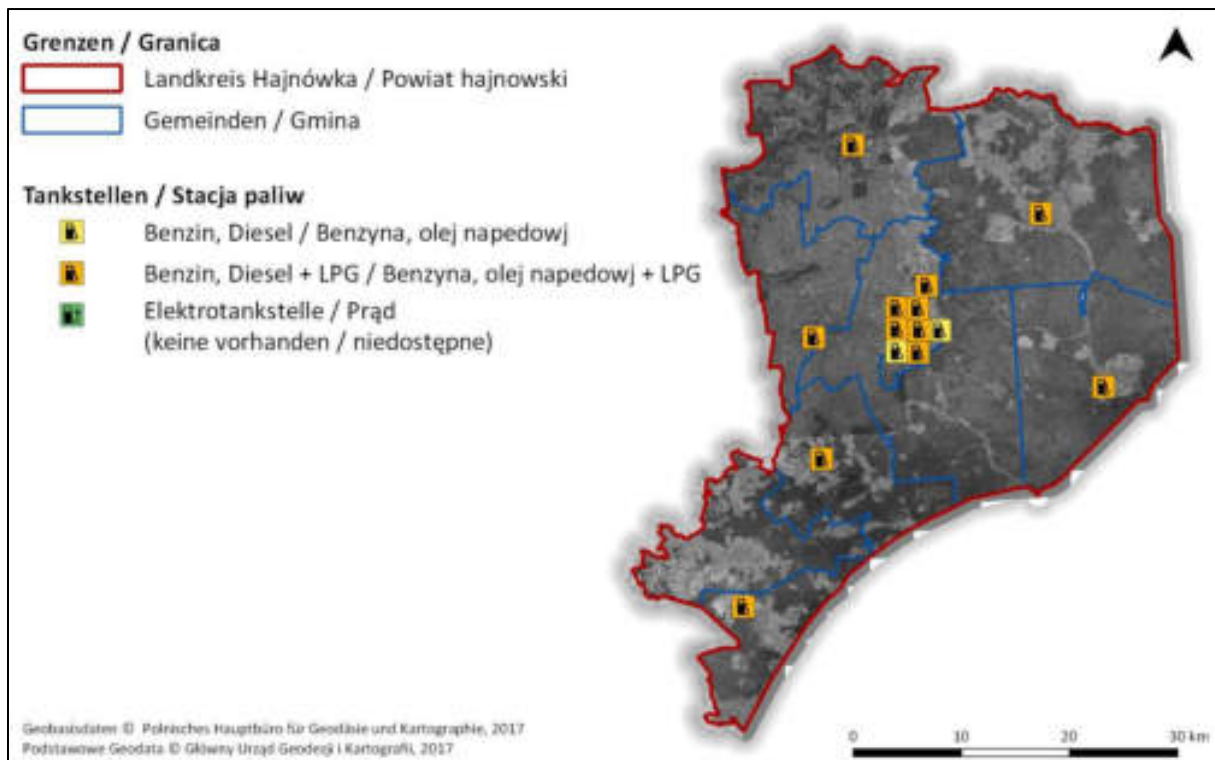 Grenzen / Granica
Landkreis Hajnówka / Powiat hajnowski
Gemeinden / Gmina
Tankstellen / Stacja paliw
Benzin, Diesel / Benzyna, olej napedowj
Benzin, Diesel + LPG / Benzyna, olej napedowj + LPG
Elektrotankstelle / Prąd
(keine vorhanden / niedostępne)
Geobasisdaten © Polnisches Hauptbüro für Geodäsie und Kartographie, 2017
Podstawowe Geodata © Główny Urząd Geodezji i Kartografii, 2017
0 10 20 30 km